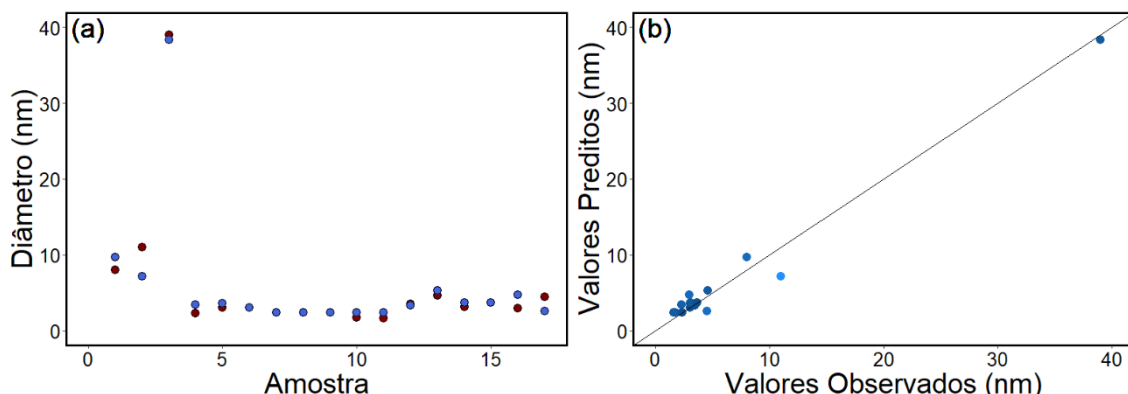 (a)
Diâmetro (nm)
40
30
20
10
0
0 5 10 15
Amostra
(b)
Valores Preditos (nm)
40
30
20
10
0
0 10 20 30 40
Valores Observados (nm)